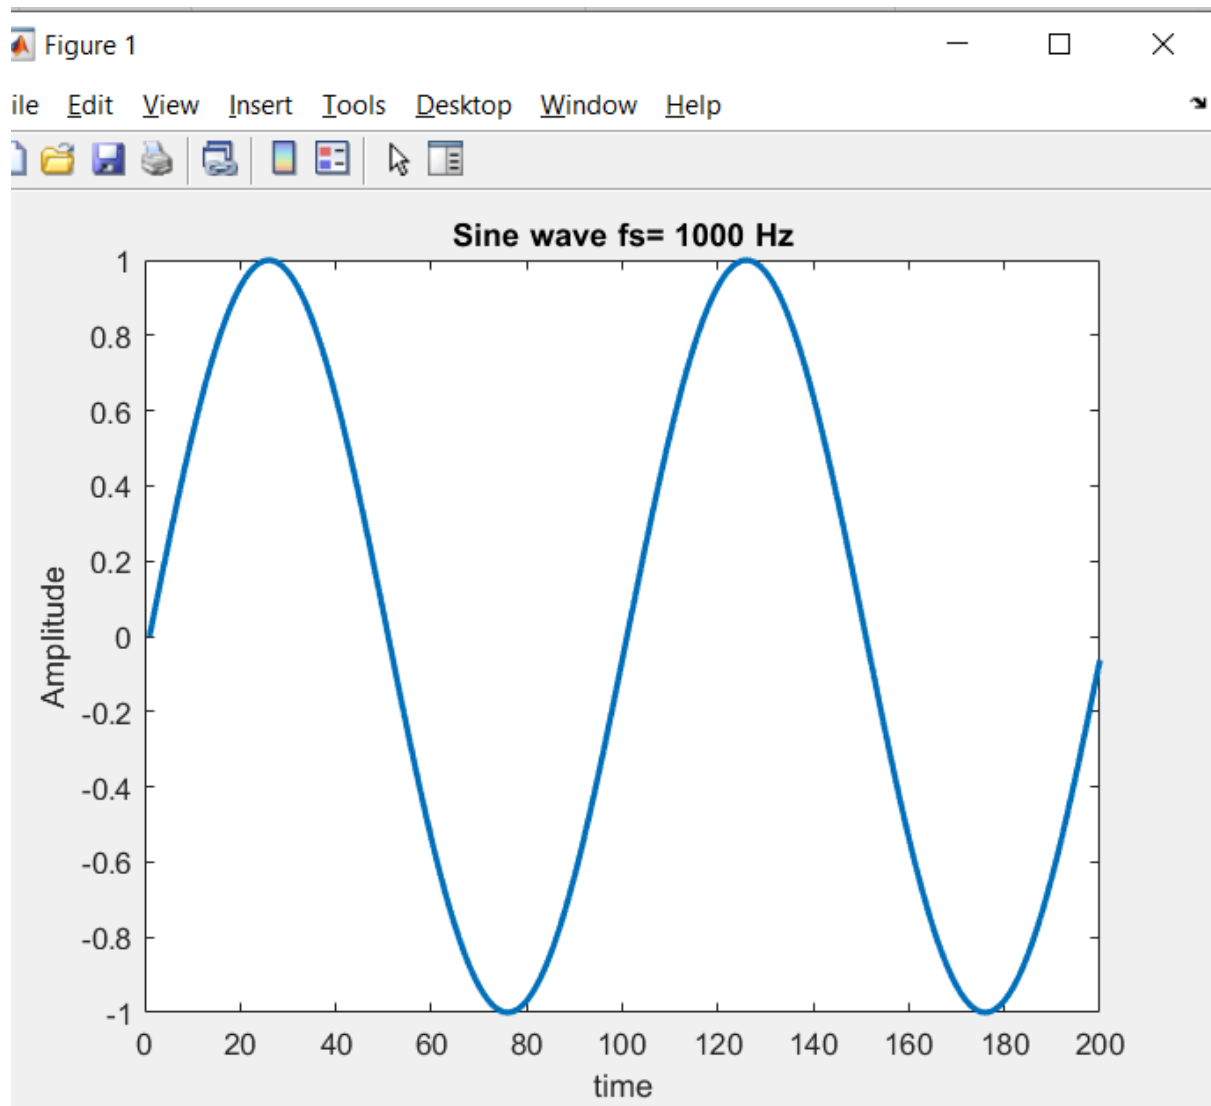 Figure 1
ile Edit View Insert Tools Desktop Window Help
Sine wave fs= 1000 Hz
1
0.8
0.6
0.4
0.2
0
-0.2
-0.4
-0.6
-0.8
-1
Amplitude
0 20 40 60 80 100 120 140 160 180 200
time